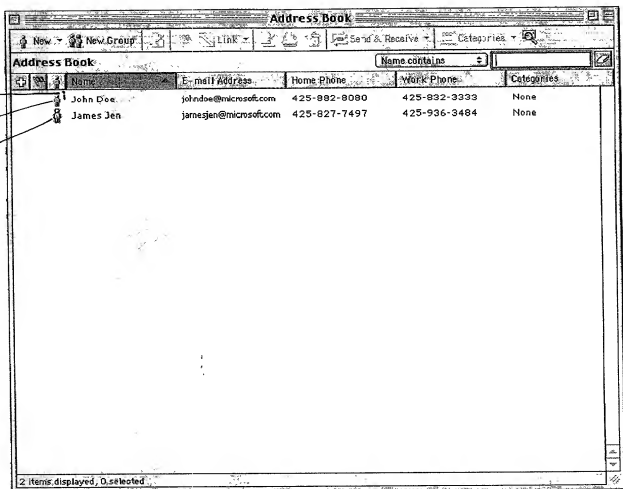 Address Book
New New Group Link Send & Receive Categories
Address Book Name contains
Name E-mail Address Home Phone Work Phone Categories
John Doe johndoe@microsoft.com 425-882-8080 425-832-3333 None
James Jen jamesjen@microsoft.com 425-827-7497 425-936-3484 None
2 items displayed, 0 selected